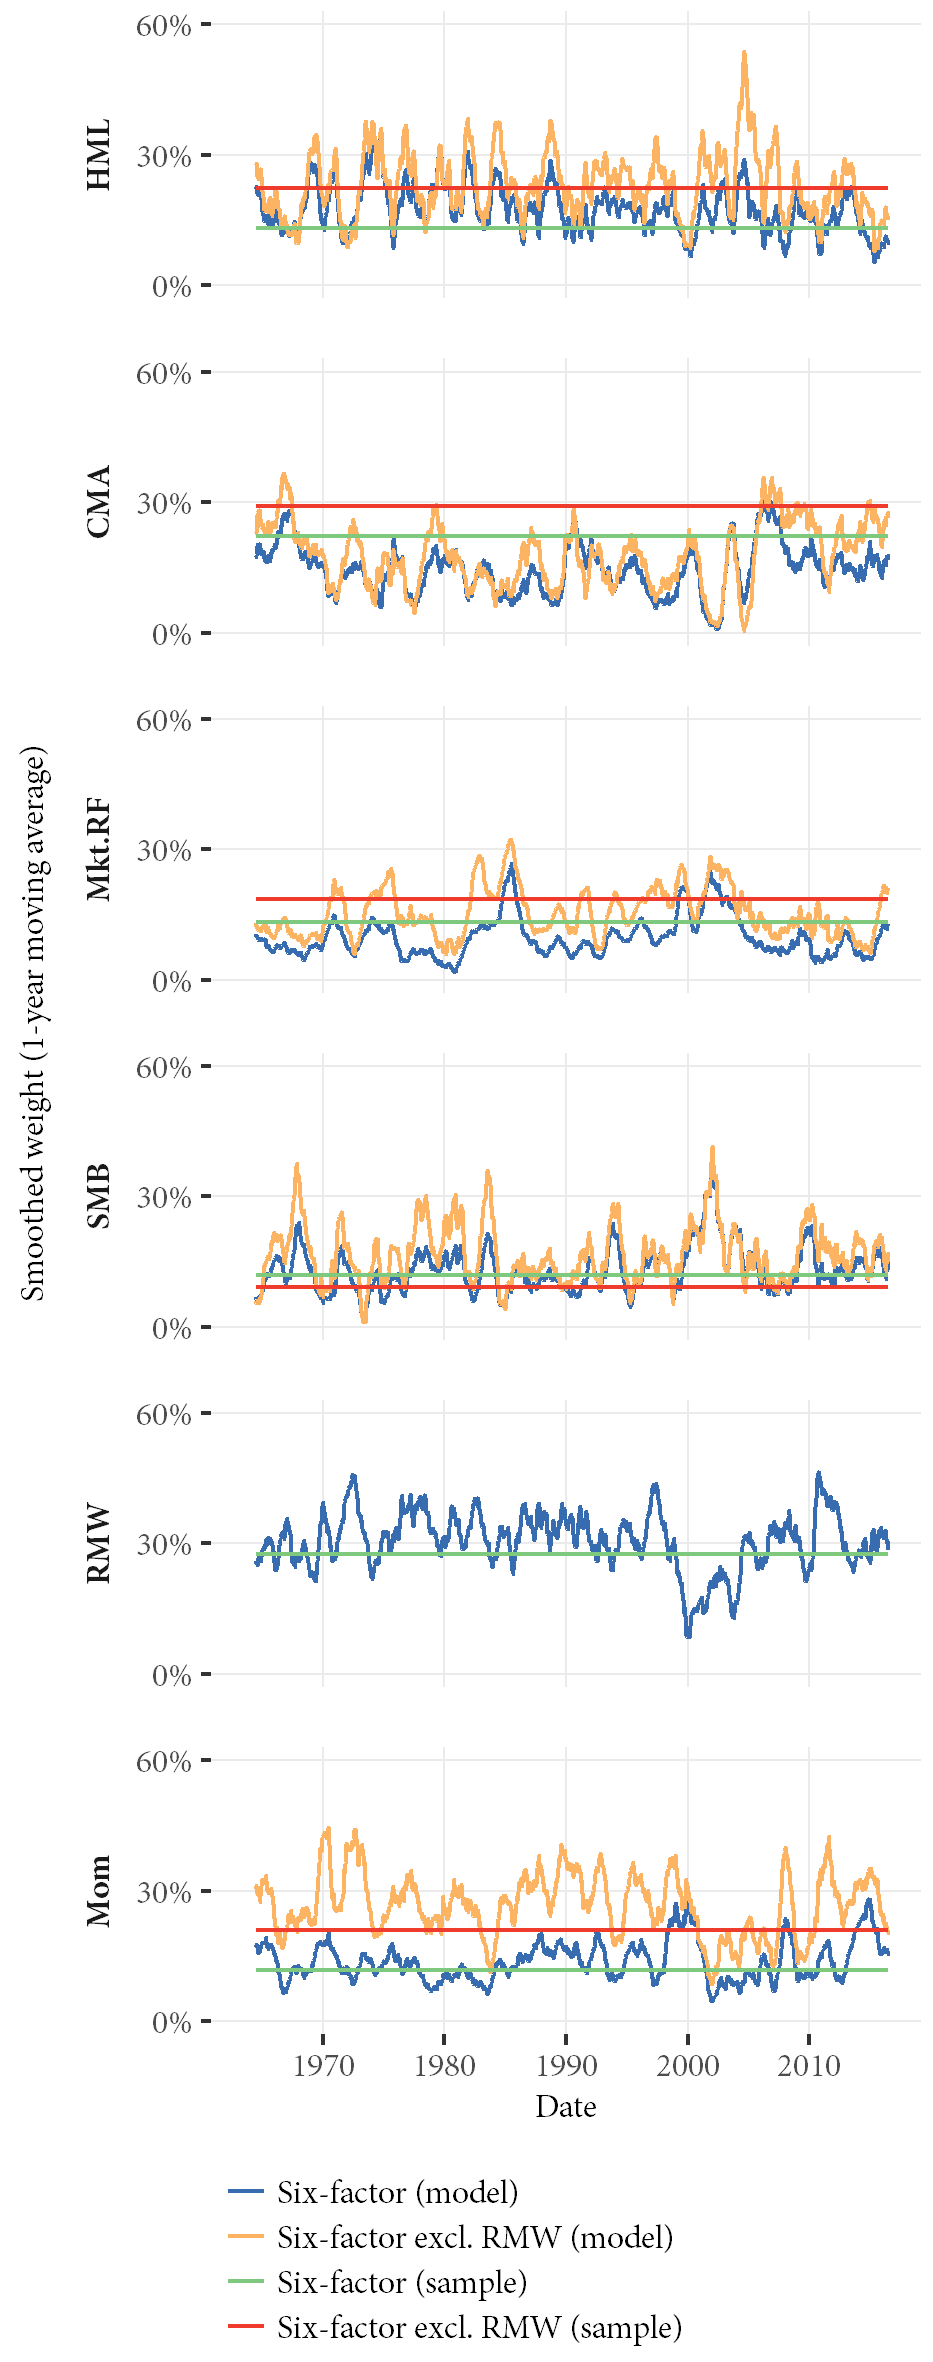 Smoothed weight (1-year moving average)
HML
60%
30%
0%
CMA
60%
30%
0%
Mkt.RF
60%
30%
0%
SMB
60%
30%
0%
RMW
60%
30%
0%
Mom
60%
30%
0%
1970 1980 1990 2000 2010
Date
Six-factor (model)
Six-factor excl. RMW (model)
Six-factor (sample)
Six-factor excl. RMW (sample)